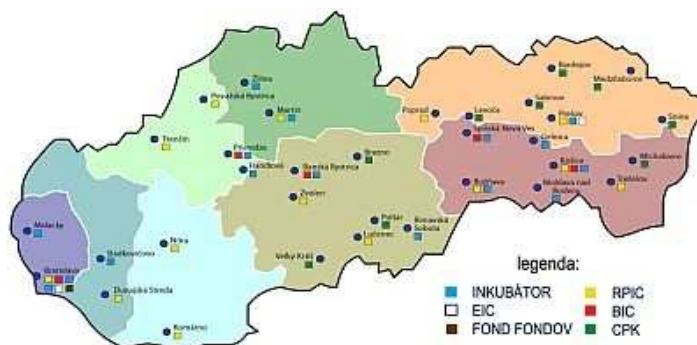 Bardejov
Medzilaborce
Žilina
Považská Bystrica
Sabinov
Martin
Poprad
Levoča
Prešov
Snina
Spišská Nová Ves
Trenčín
Gelnica
Prievidza
Brezno
Michalovce
Handlová
Banská Bystrica
Košice
Rožňava
Trebišov
Moldava nad
Bodvou
Zvolen
Malacky
Poltár
Rimavská
Sobota
Nitra
Lučenec
Sládkovičovo
Veľký Krtíš
Bratislava
Dunajská Streda
Komárno
legenda:
INKUBÁTOR
RPIC
EIC
BIC
FOND FONDOV
CPK